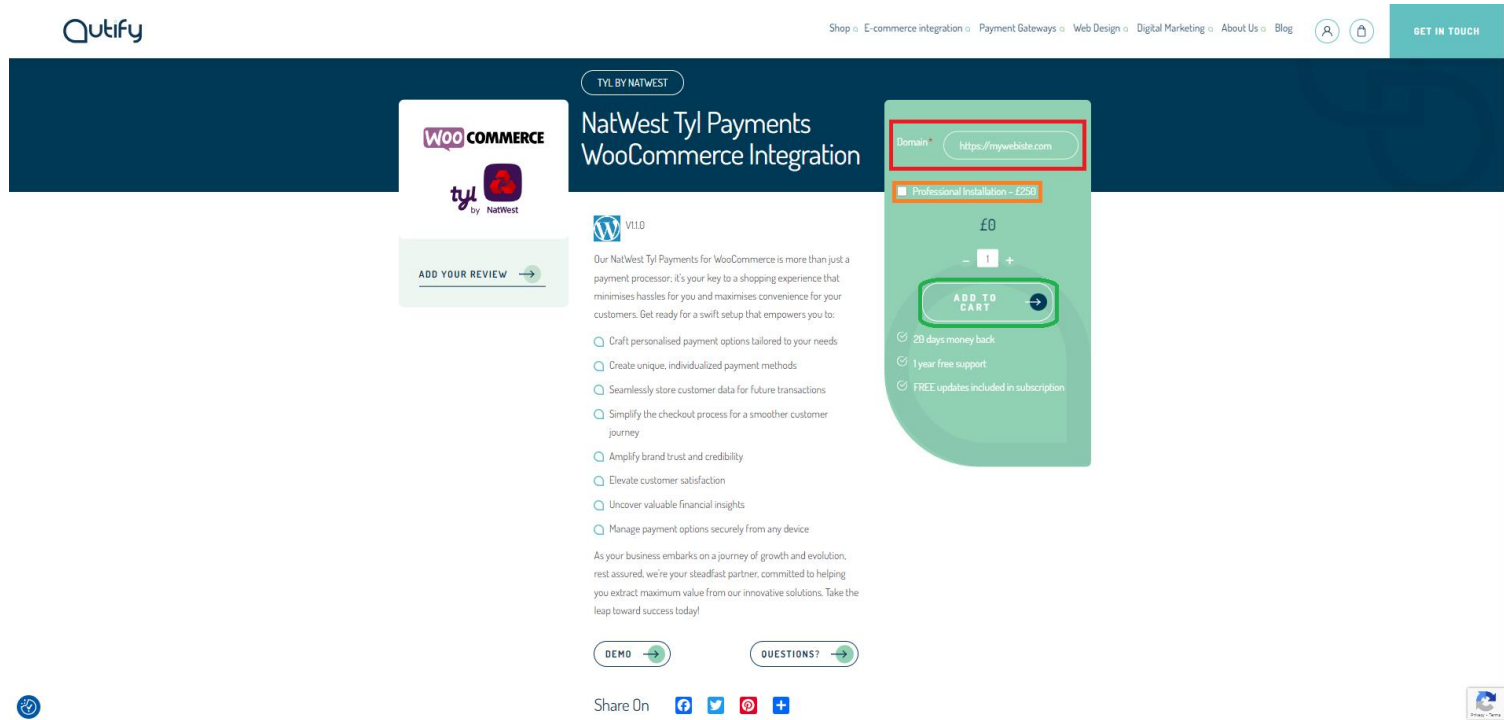 Qutify
Shop E-commerce integration Payment Gateways Web Design Digital Marketing About Us Blog
GET IN TOUCH
TYL BY NATWEST
NatWest Tyl Payments
WooCommerce Integration
WOO COMMERCE
tyl
by NatWest
ADD YOUR REVIEW
Domain* https://mywebiste.com
Professional Installation - £250
£0
– 1 +
ADD TO
CART
20 days money back
1 year free support
FREE updates included in subscription
V1.1.0
Our NatWest Tyl Payments for WooCommerce is more than just a
payment processor; it's your key to a shopping experience that
minimises hassles for you and maximises convenience for your
customers. Get ready for a swift setup that empowers you to:
Craft personalised payment options tailored to your needs
Create unique, individualized payment methods
Seamlessly store customer data for future transactions
Simplify the checkout process for a smoother customer
journey
Amplify brand trust and credibility
Elevate customer satisfaction
Uncover valuable financial insights
Manage payment options securely from any device
As your business embarks on a journey of growth and evolution,
rest assured, we're your steadfast partner, committed to helping
you extract maximum value from our innovative solutions. Take the
leap toward success today!
DEMO
QUESTIONS?
Share On
Privacy - Terms